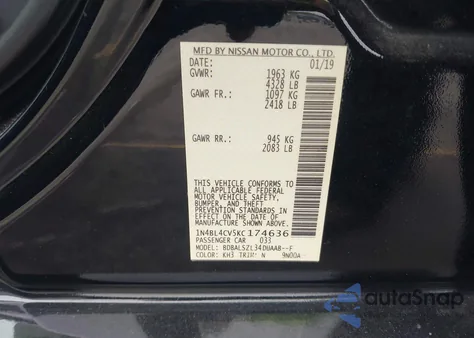 MFD BY NISSAN MOTOR CO., LTD.
DATE: 01/19
GVWR: 1963 KG
4328 LB
GAWR FR.: 1097 KG
2418 LB
GAWR RR.: 945 KG
2083 LB
THIS VEHICLE CONFORMS TO
ALL APPLICABLE FEDERAL
MOTOR VEHICLE SAFETY,
BUMPER, AND THEFT
PREVENTION STANDARDS
IN EFFECT ON THE DATE OF
MANUFACTURE SHOWN ABOVE.
1N4BL4CV5KC174636
PASSENGER CAR 033
MODEL: BDBALSZL34DUAAB--F
COLOR: KH3 TRIM: N 9N00A
autoSnap